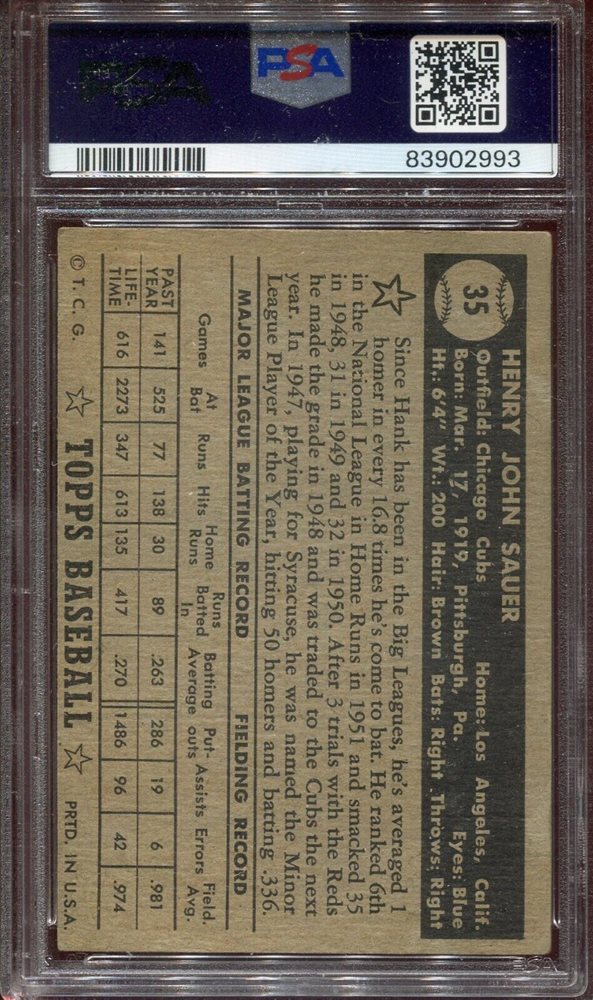 PSA
PSA
83902993
35
HENRY JOHN SAUER
Outfield: Chicago Cubs Home: Los Angeles, Calif.
Born: Mar. 17, 1919, Pittsburgh, Pa. Eyes: Blue
Ht.: 6'4" Wt.: 200 Hair: Brown Bats: Right Throws: Right
Since Hank has been in the Big Leagues, he's averaged 1
homer in every 16.8 times he's come to bat. He ranked 6th
in the National League in Home Runs in 1951 and smacked 35
in 1948, 31 in 1949 and 32 in 1950. After 3 trials with the Reds
he made the grade in 1948 and was traded to the Cubs the next
year. In 1947, playing for Syracuse, he was named the Minor
League Player of the Year, hitting 50 homers and batting .336.
MAJOR LEAGUE BATTING RECORD FIELDING RECORD
Games At Bat Runs Hits Home Runs Runs Batted In Batting Average Put-outs Assists Errors Field. Avg.
PAST YEAR 141 525 77 138 30 89 .263 286 19 6 .981
LIFE-TIME 616 2273 347 613 135 417 .270 1486 96 42 .974
© T. C. G. TOPPS BASEBALL PRTD. IN U.S.A.